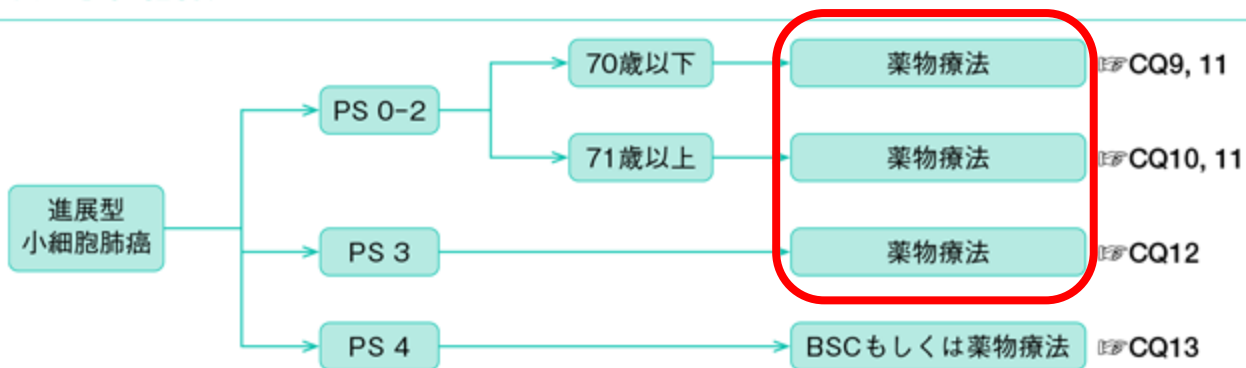 70歳以下
薬物療法
☞CQ9, 11
PS 0-2
71歳以上
薬物療法
☞CQ10, 11
進展型
小細胞肺癌
PS 3
薬物療法
☞CQ12
PS 4
BSCもしくは薬物療法
☞CQ13